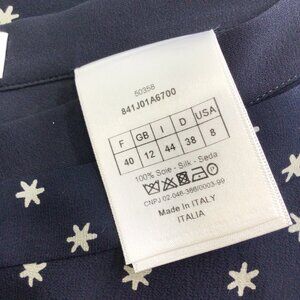 50358
841J01A6700
F GB I D USA
40 12 44 38 8
100% Soie - Silk - Seda
CNPJ 02-046-368/0003-99
Made In ITALY
ITALIA